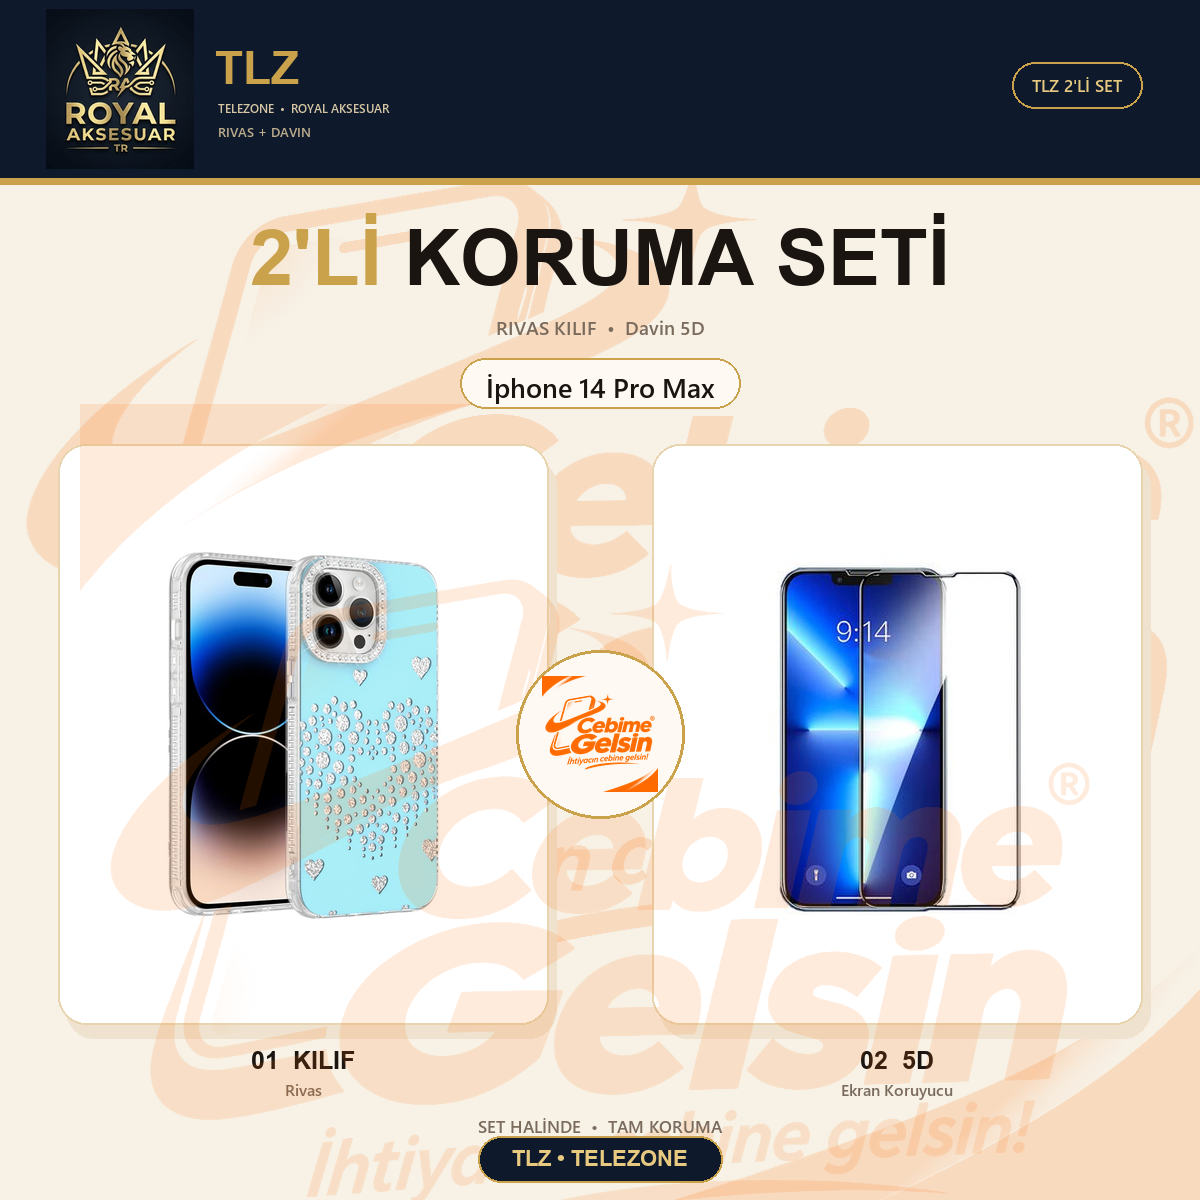 ROYAL
AKSESUAR
TR
TLZ
TELEZONE • ROYAL AKSESUAR
RIVAS + DAVIN
TLZ 2'Lİ SET
2'Lİ KORUMA SETİ
RIVAS KILIF • Davin 5D
İphone 14 Pro Max
9:14
Cebime
Gelsin
İhtiyacın cebine gelsin!
Cebime
Gelsin
®
01 KILIF
Rivas
02 5D
Ekran Koruyucu
SET HALİNDE • TAM KORUMA
TLZ • TELEZONE